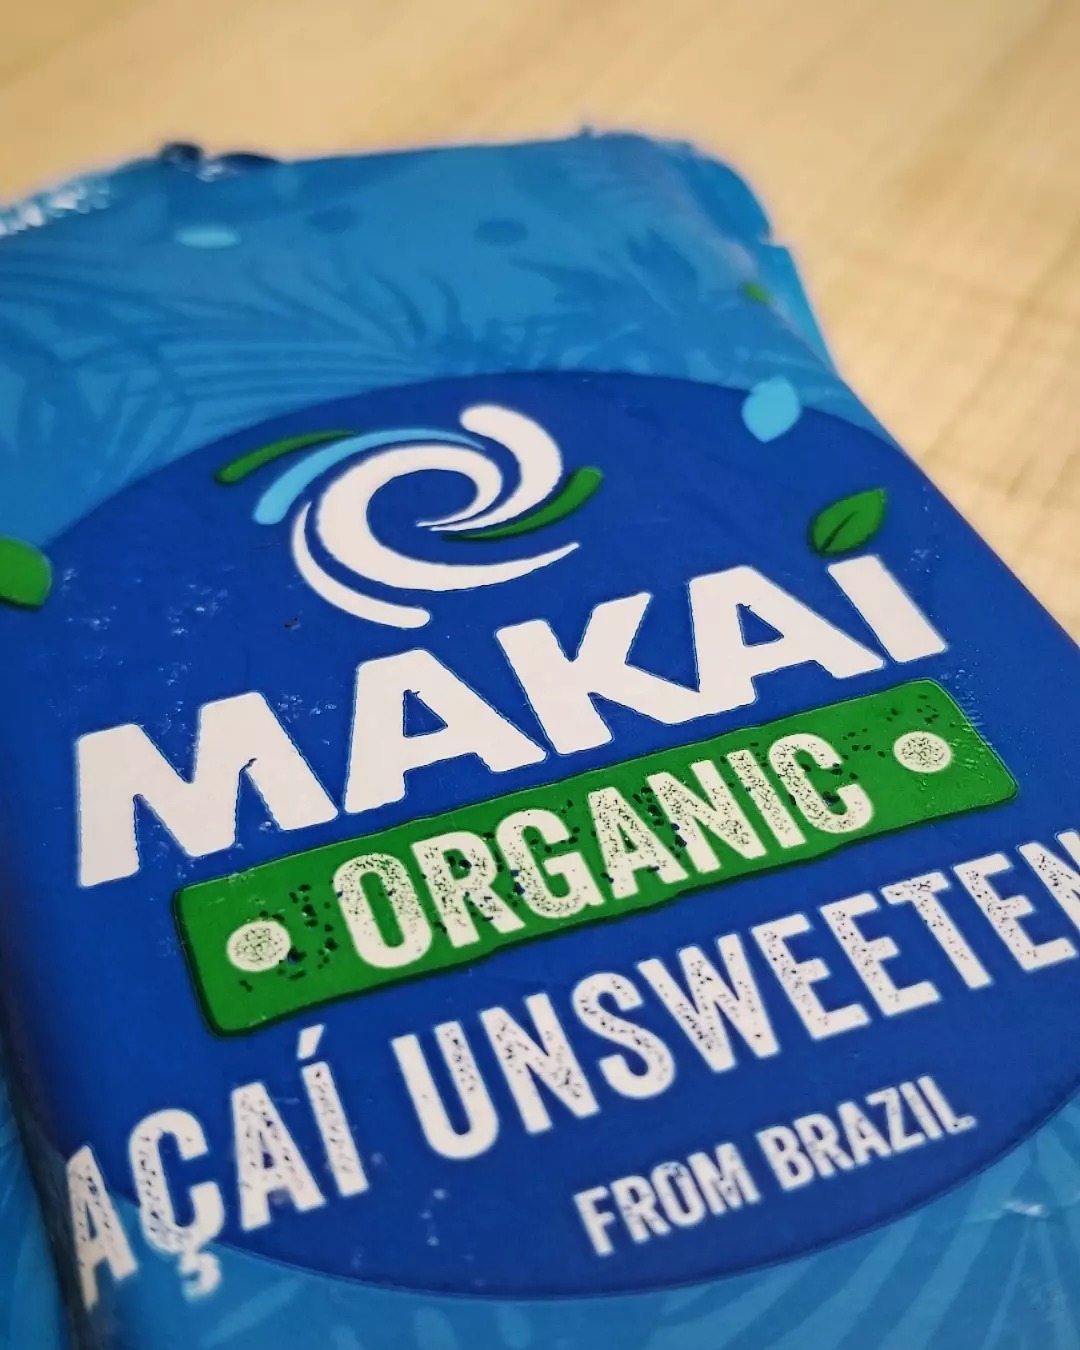 MAKAI
• ORGANIC •
AÇAÍ UNSWEETEN
FROM BRAZIL